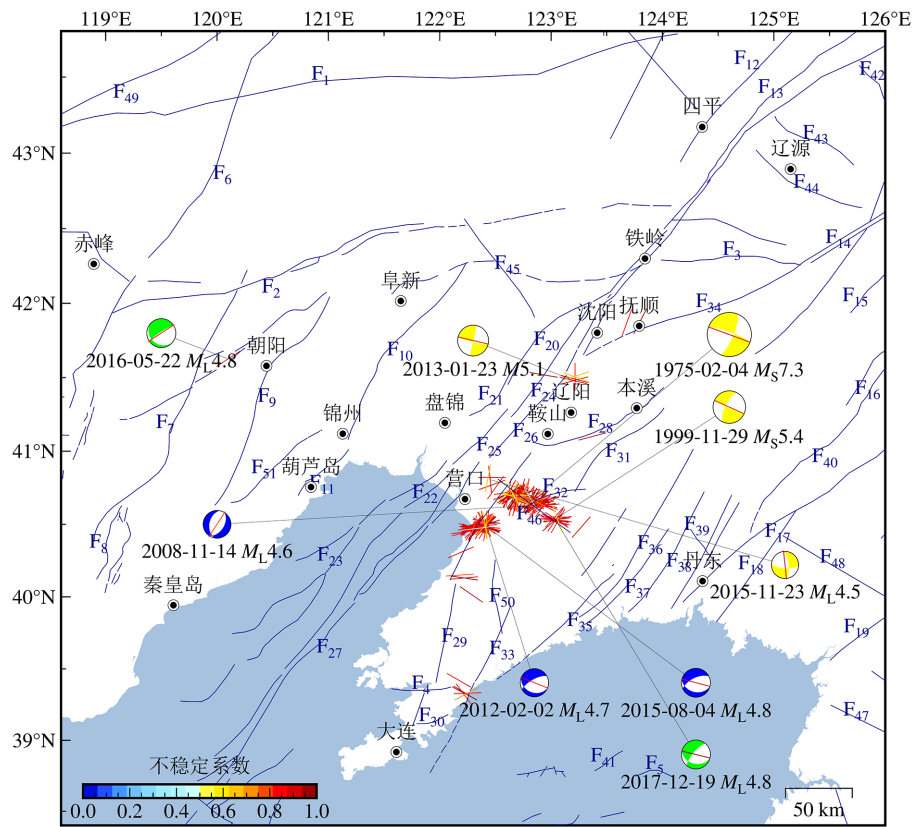 119°E 120°E 121°E 122°E 123°E 124°E 125°E 126°E
F12
F42
F1
F13
F49
四平
F43
43°N
辽源
F6
F44
赤峰
铁岭
F14
F3
F45
阜新
F2
F15
42°N
沈阳 抚顺
F34
朝阳
F20
2016-05-22 ML4.8
F10
2013-01-23 M5.1
1975-02-04 MS7.3
F9
F21
F24
辽阳
本溪
F16
盘锦
锦州
鞍山
F7
F28
F26
1999-11-29 MS5.4
41°N
F25
F31
F40
F51
葫芦岛
F11
营口
F22
F32
F46
F8
2008-11-14 ML4.6
F23
F39
F36
F17
F38
丹东
F18
F48
秦皇岛
F37
2015-11-23 ML4.5
40°N
F50
F35
F29
F19
F27
F33
F4
F30
2012-02-02 ML4.7
2015-08-04 ML4.8
F47
大连
39°N
不稳定系数
F41
F5
2017-12-19 ML4.8
0.0 0.2 0.4 0.6 0.8 1.0
50 km